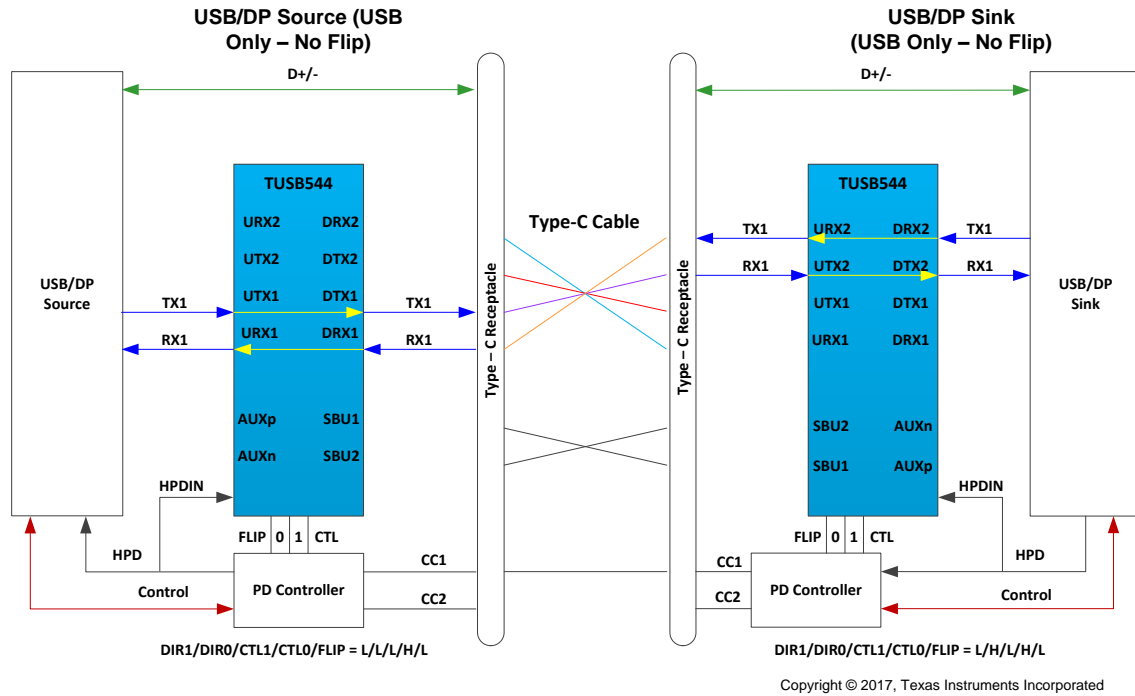 USB/DP Source (USB
Only – No Flip)
USB/DP Sink
(USB Only – No Flip)
D+/-
D+/-
TUSB544
URX2 DRX2
UTX2 DTX2
UTX1 DTX1
URX1 DRX1
AUXp SBU1
AUXn SBU2
USB/DP
Source
TX1
TX1
RX1
RX1
HPDIN
HPD
Control
FLIP 0 1 CTL
PD Controller
CC1
CC2
Type – C Receptacle
Type-C Cable
Type – C Receptacle
TUSB544
URX2 DRX2
UTX2 DTX2
UTX1 DTX1
URX1 DRX1
SBU2 AUXn
SBU1 AUXp
TX1
TX1
RX1
RX1
USB/DP
Sink
HPDIN
HPD
Control
FLIP 0 1 CTL
PD Controller
CC1
CC2
DIR1/DIR0/CTL1/CTL0/FLIP = L/L/L/H/L
DIR1/DIR0/CTL1/CTL0/FLIP = L/H/L/H/L
Copyright © 2017, Texas Instruments Incorporated